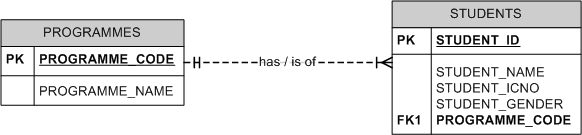 PROGRAMMES
PK PROGRAMME_CODE
PROGRAMME_NAME
has / is of
STUDENTS
PK STUDENT_ID
STUDENT_NAME
STUDENT_ICNO
STUDENT_GENDER
FK1 PROGRAMME_CODE